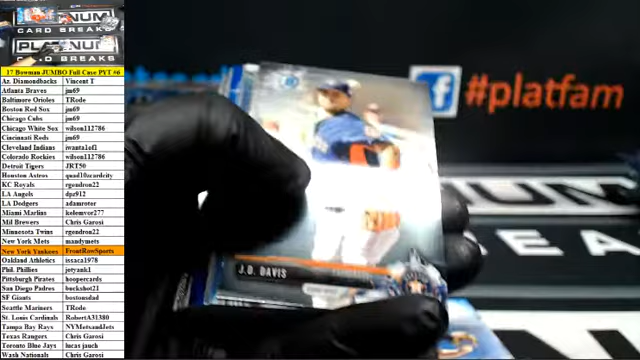 PLATINUM
CARD BREAKS
PLATINUM
17 Bowman JUMBO Full Case PYT #6
Az. Diamondbacks Vincent T
Atlanta Braves jm69
Baltimore Orioles TRode
Boston Red Sox jm69
Chicago Cubs jm69
Chicago White Sox wilson112786
Cincinnati Reds jm69
Cleveland Indians iwanta1of1
Colorado Rockies wilson112786
Detroit Tigers JRT50
Houston Astros quad10zcardcity
KC Royals rgendron22
LA Angels dpz912
LA Dodgers adamroter
Miami Marlins kelemvor277
Mil Brewers Chris Garosi
Minnesota Twins rgendron22
New York Mets mandymets
New York Yankees FrontRowSports
Oakland Athletics issaca1978
Phil. Phillies jetyank1
Pittsburgh Pirates hoopercards
San Diego Padres buckshot21
SF Giants bostonsdad
Seattle Mariners TRode
St. Louis Cardinals RobertA31380
Tampa Bay Rays NYMetsandJets
Texas Rangers Chris Garosi
Toronto Blue Jays lucas jauch
Wash Nationals Chris Garosi
#platfam
J.D. DAVIS